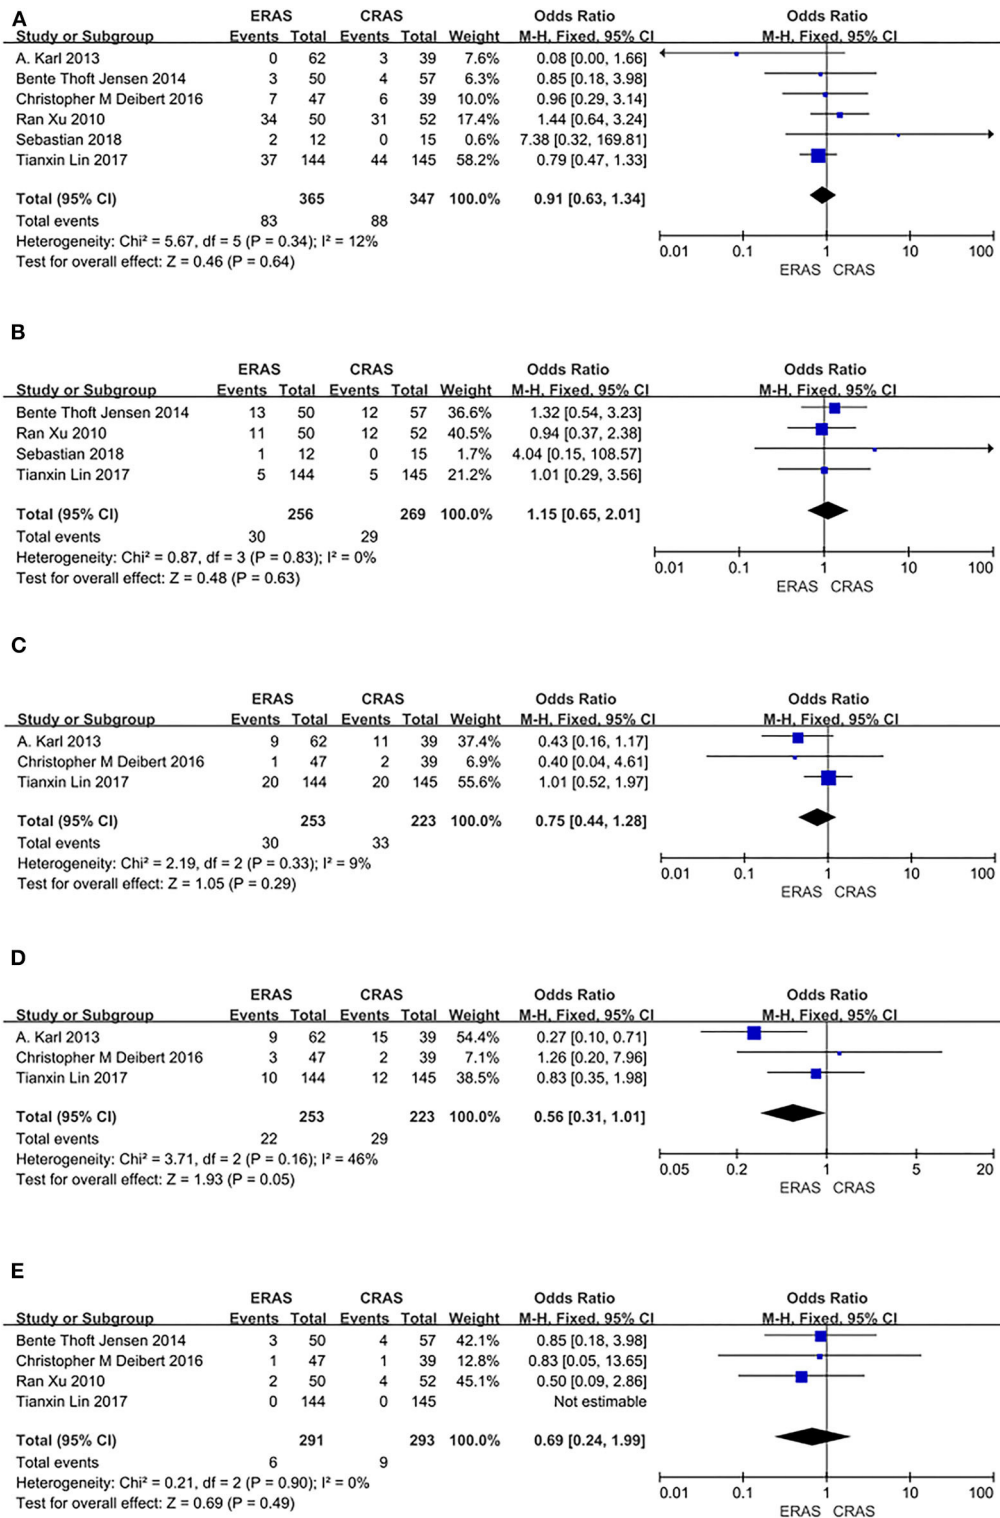 A
ERAS CRAS Odds Ratio Odds Ratio
Study or Subgroup Events Total Events Total Weight M-H, Fixed, 95% CI M-H, Fixed, 95% CI
A. Karl 2013 0 62 3 39 7.6% 0.08 [0.00, 1.66]
Bente Thoft Jensen 2014 3 50 4 57 6.3% 0.85 [0.18, 3.98]
Christopher M Deibert 2016 7 47 6 39 10.0% 0.96 [0.29, 3.14]
Ran Xu 2010 34 50 31 52 17.4% 1.44 [0.64, 3.24]
Sebastian 2018 2 12 0 15 0.6% 7.38 [0.32, 169.81]
Tianxin Lin 2017 37 144 44 145 58.2% 0.79 [0.47, 1.33]
Total (95% CI) 365 347 100.0% 0.91 [0.63, 1.34]
Total events 83 88
Heterogeneity: Chi² = 5.67, df = 5 (P = 0.34); I² = 12%
Test for overall effect: Z = 0.46 (P = 0.64)
0.01 0.1 1 10 100
ERAS CRAS
B
ERAS CRAS Odds Ratio Odds Ratio
Study or Subgroup Events Total Events Total Weight M-H, Fixed, 95% CI M-H, Fixed, 95% CI
Bente Thoft Jensen 2014 13 50 12 57 36.6% 1.32 [0.54, 3.23]
Ran Xu 2010 11 50 12 52 40.5% 0.94 [0.37, 2.38]
Sebastian 2018 1 12 0 15 1.7% 4.04 [0.15, 108.57]
Tianxin Lin 2017 5 144 5 145 21.2% 1.01 [0.29, 3.56]
Total (95% CI) 256 269 100.0% 1.15 [0.65, 2.01]
Total events 30 29
Heterogeneity: Chi² = 0.87, df = 3 (P = 0.83); I² = 0%
Test for overall effect: Z = 0.48 (P = 0.63)
0.01 0.1 1 10 100
ERAS CRAS
C
ERAS CRAS Odds Ratio Odds Ratio
Study or Subgroup Events Total Events Total Weight M-H, Fixed, 95% CI M-H, Fixed, 95% CI
A. Karl 2013 9 62 11 39 37.4% 0.43 [0.16, 1.17]
Christopher M Deibert 2016 1 47 2 39 6.9% 0.40 [0.04, 4.61]
Tianxin Lin 2017 20 144 20 145 55.6% 1.01 [0.52, 1.97]
Total (95% CI) 253 223 100.0% 0.75 [0.44, 1.28]
Total events 30 33
Heterogeneity: Chi² = 2.19, df = 2 (P = 0.33); I² = 9%
Test for overall effect: Z = 1.05 (P = 0.29)
0.01 0.1 1 10 100
ERAS CRAS
D
ERAS CRAS Odds Ratio Odds Ratio
Study or Subgroup Events Total Events Total Weight M-H, Fixed, 95% CI M-H, Fixed, 95% CI
A. Karl 2013 9 62 15 39 54.4% 0.27 [0.10, 0.71]
Christopher M Deibert 2016 3 47 2 39 7.1% 1.26 [0.20, 7.96]
Tianxin Lin 2017 10 144 12 145 38.5% 0.83 [0.35, 1.98]
Total (95% CI) 253 223 100.0% 0.56 [0.31, 1.01]
Total events 22 29
Heterogeneity: Chi² = 3.71, df = 2 (P = 0.16); I² = 46%
Test for overall effect: Z = 1.93 (P = 0.05)
0.05 0.2 1 5 20
ERAS CRAS
E
ERAS CRAS Odds Ratio Odds Ratio
Study or Subgroup Events Total Events Total Weight M-H, Fixed, 95% CI M-H, Fixed, 95% CI
Bente Thoft Jensen 2014 3 50 4 57 42.1% 0.85 [0.18, 3.98]
Christopher M Deibert 2016 1 47 1 39 12.8% 0.83 [0.05, 13.65]
Ran Xu 2010 2 50 4 52 45.1% 0.50 [0.09, 2.86]
Tianxin Lin 2017 0 144 0 145 Not estimable
Total (95% CI) 291 293 100.0% 0.69 [0.24, 1.99]
Total events 6 9
Heterogeneity: Chi² = 0.21, df = 2 (P = 0.90); I² = 0%
Test for overall effect: Z = 0.69 (P = 0.49)
0.01 0.1 1 10 100
ERAS CRAS